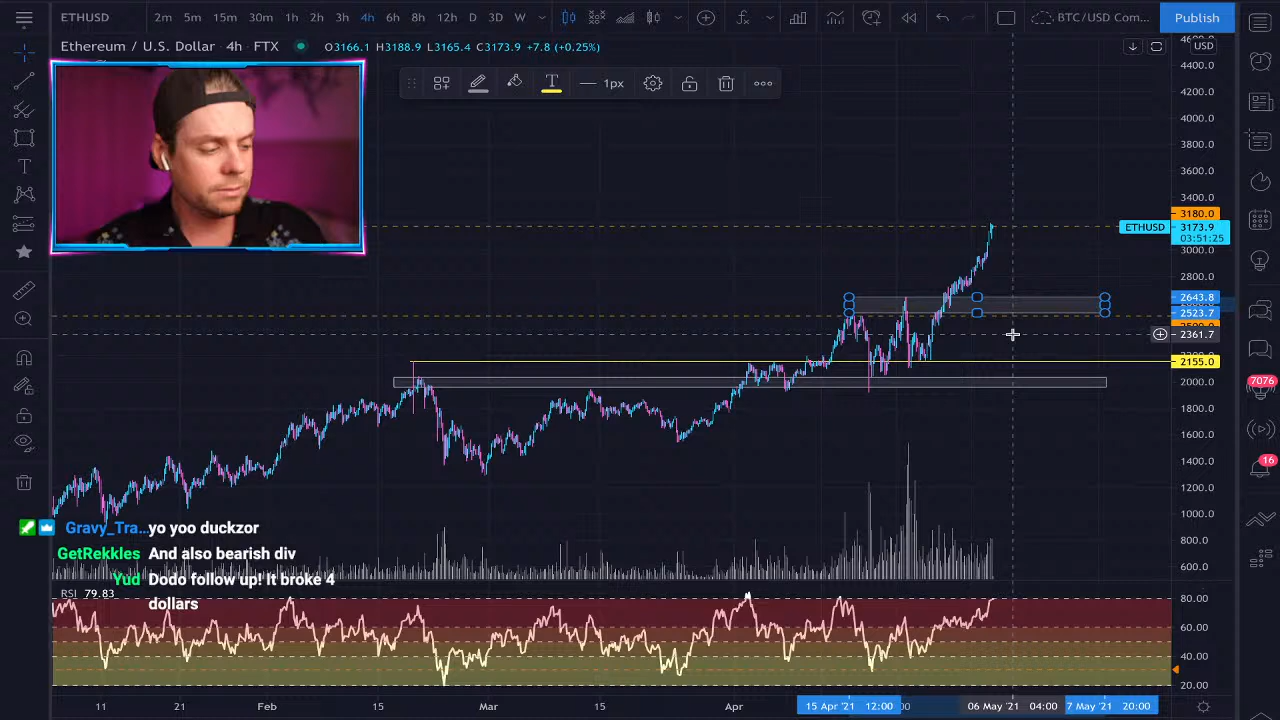 ETHUSD 2m 5m 15m 30m 1h 2h 3h 4h 6h 8h 12h D 3D W BTC/USD Com... Publish
Ethereum / U.S. Dollar · 4h · FTX O3166.1 H3188.9 L3165.4 C3173.9 +7.8 (+0.25%) USD
T 1px
4400.0
4200.0
4000.0
3800.0
3600.0
3400.0
3180.0
ETHUSD 3173.9
03:51:25
3000.0
2800.0
2643.8
2523.7
2361.7
2155.0
2000.0
1800.0
1600.0
1400.0
1200.0
1000.0
800.0
600.0
7076
16
Gravy_Tra... yo yoo duckzor
GetRekkles And also bearish div
Yud Dodo follow up! It broke 4
dollars
RSI 79.83
80.00
60.00
40.00
20.00
11 21 Feb 15 Mar 15 Apr 15 Apr '21 12:00 06 May '21 04:00 7 May '21 20:00